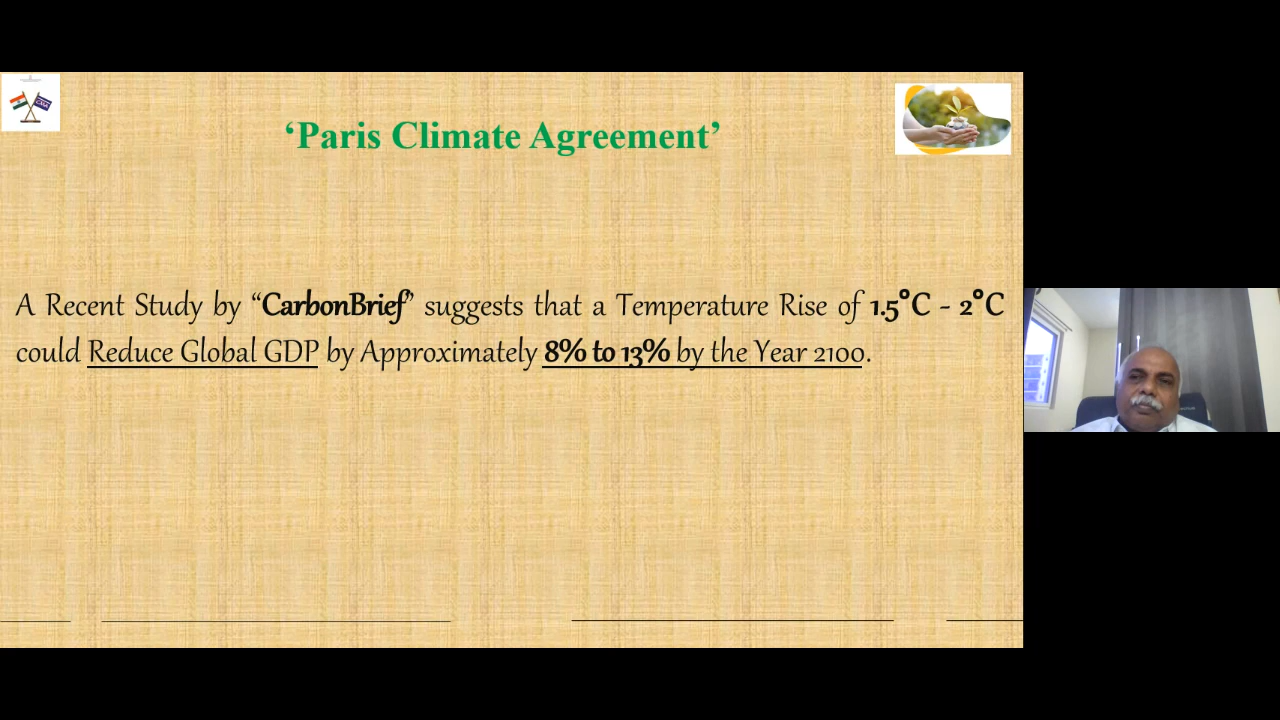 ‘Paris Climate Agreement’
A Recent Study by “CarbonBrief” suggests that a Temperature Rise of 1.5°C - 2°C
could Reduce Global GDP by Approximately 8% to 13% by the Year 2100.